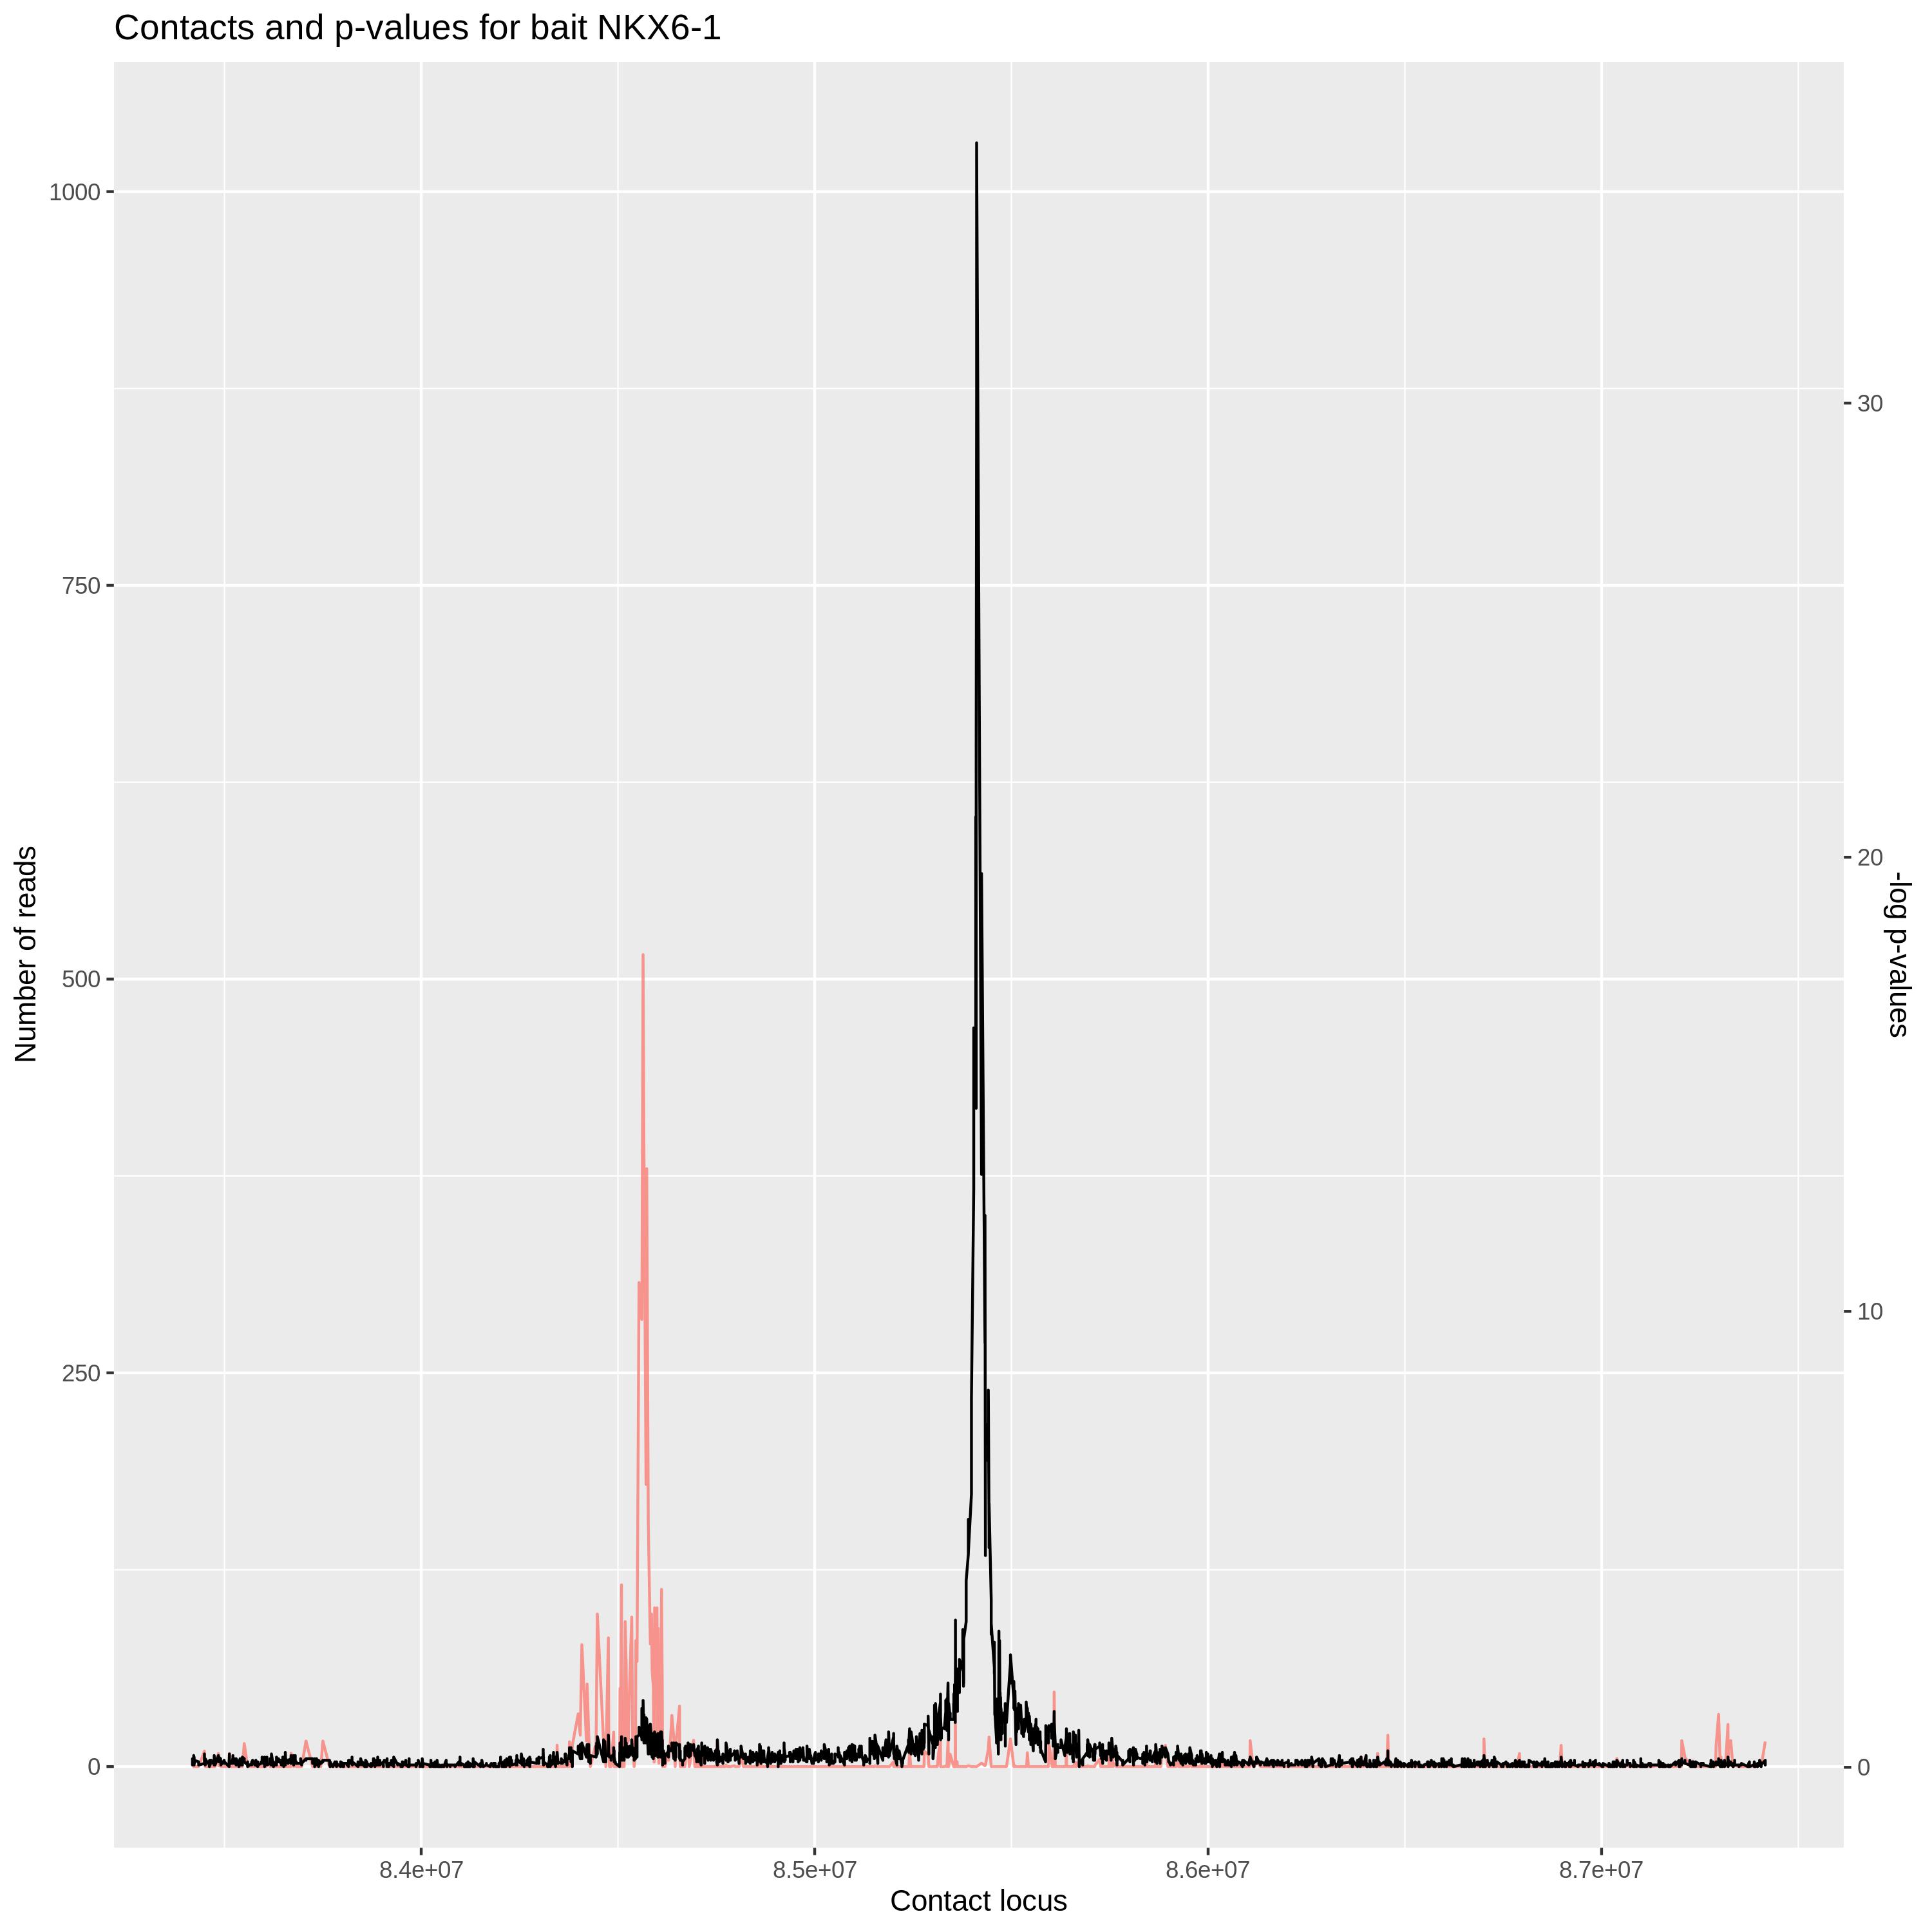 Contacts and p-values for bait NKX6-1
1000
750
500
250
0
Number of reads
30
20
10
0
-log p-values
8.4e+07
8.5e+07
8.6e+07
8.7e+07
Contact locus